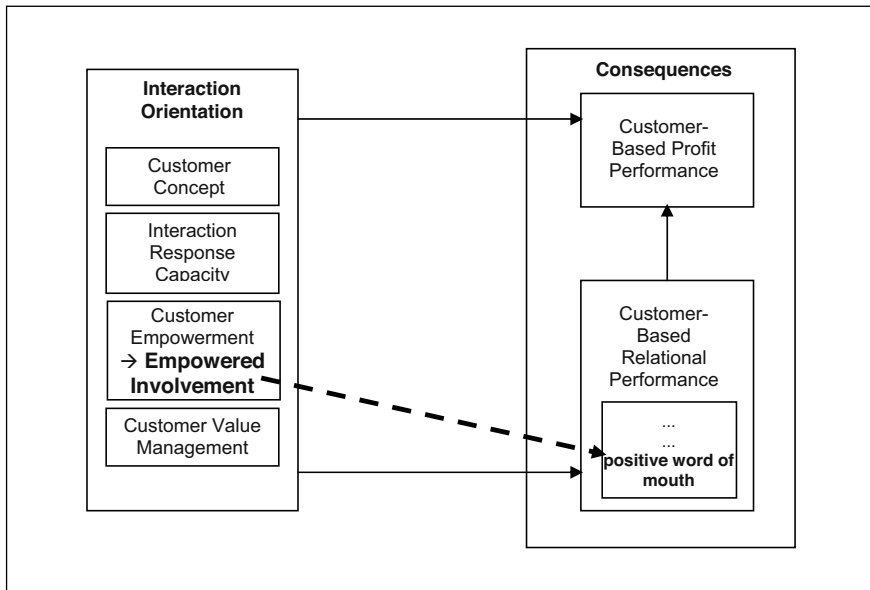 Interaction
Orientation
Customer
Concept
Interaction
Response
Capacity
Customer
Empowerment
→ Empowered
Involvement
Customer Value
Management
Consequences
Customer-
Based Profit
Performance
Customer-
Based
Relational
Performance
...
...
positive word of
mouth